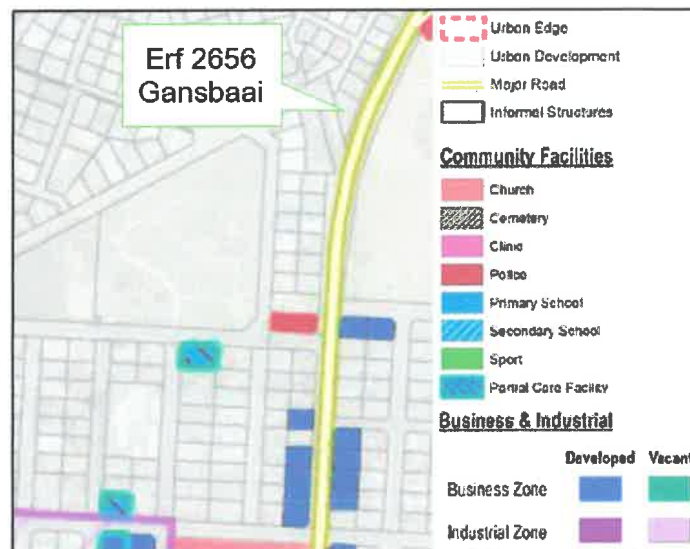 Erf 2656
Gansbaai
Urban Edge
Urban Development
Major Road
Informal Structures
Community Facilities
Church
Cemetery
Clinic
Police
Primary School
Secondary School
Sport
Partial Care Facility
Business & Industrial
Developed Vacant
Business Zone
Industrial Zone